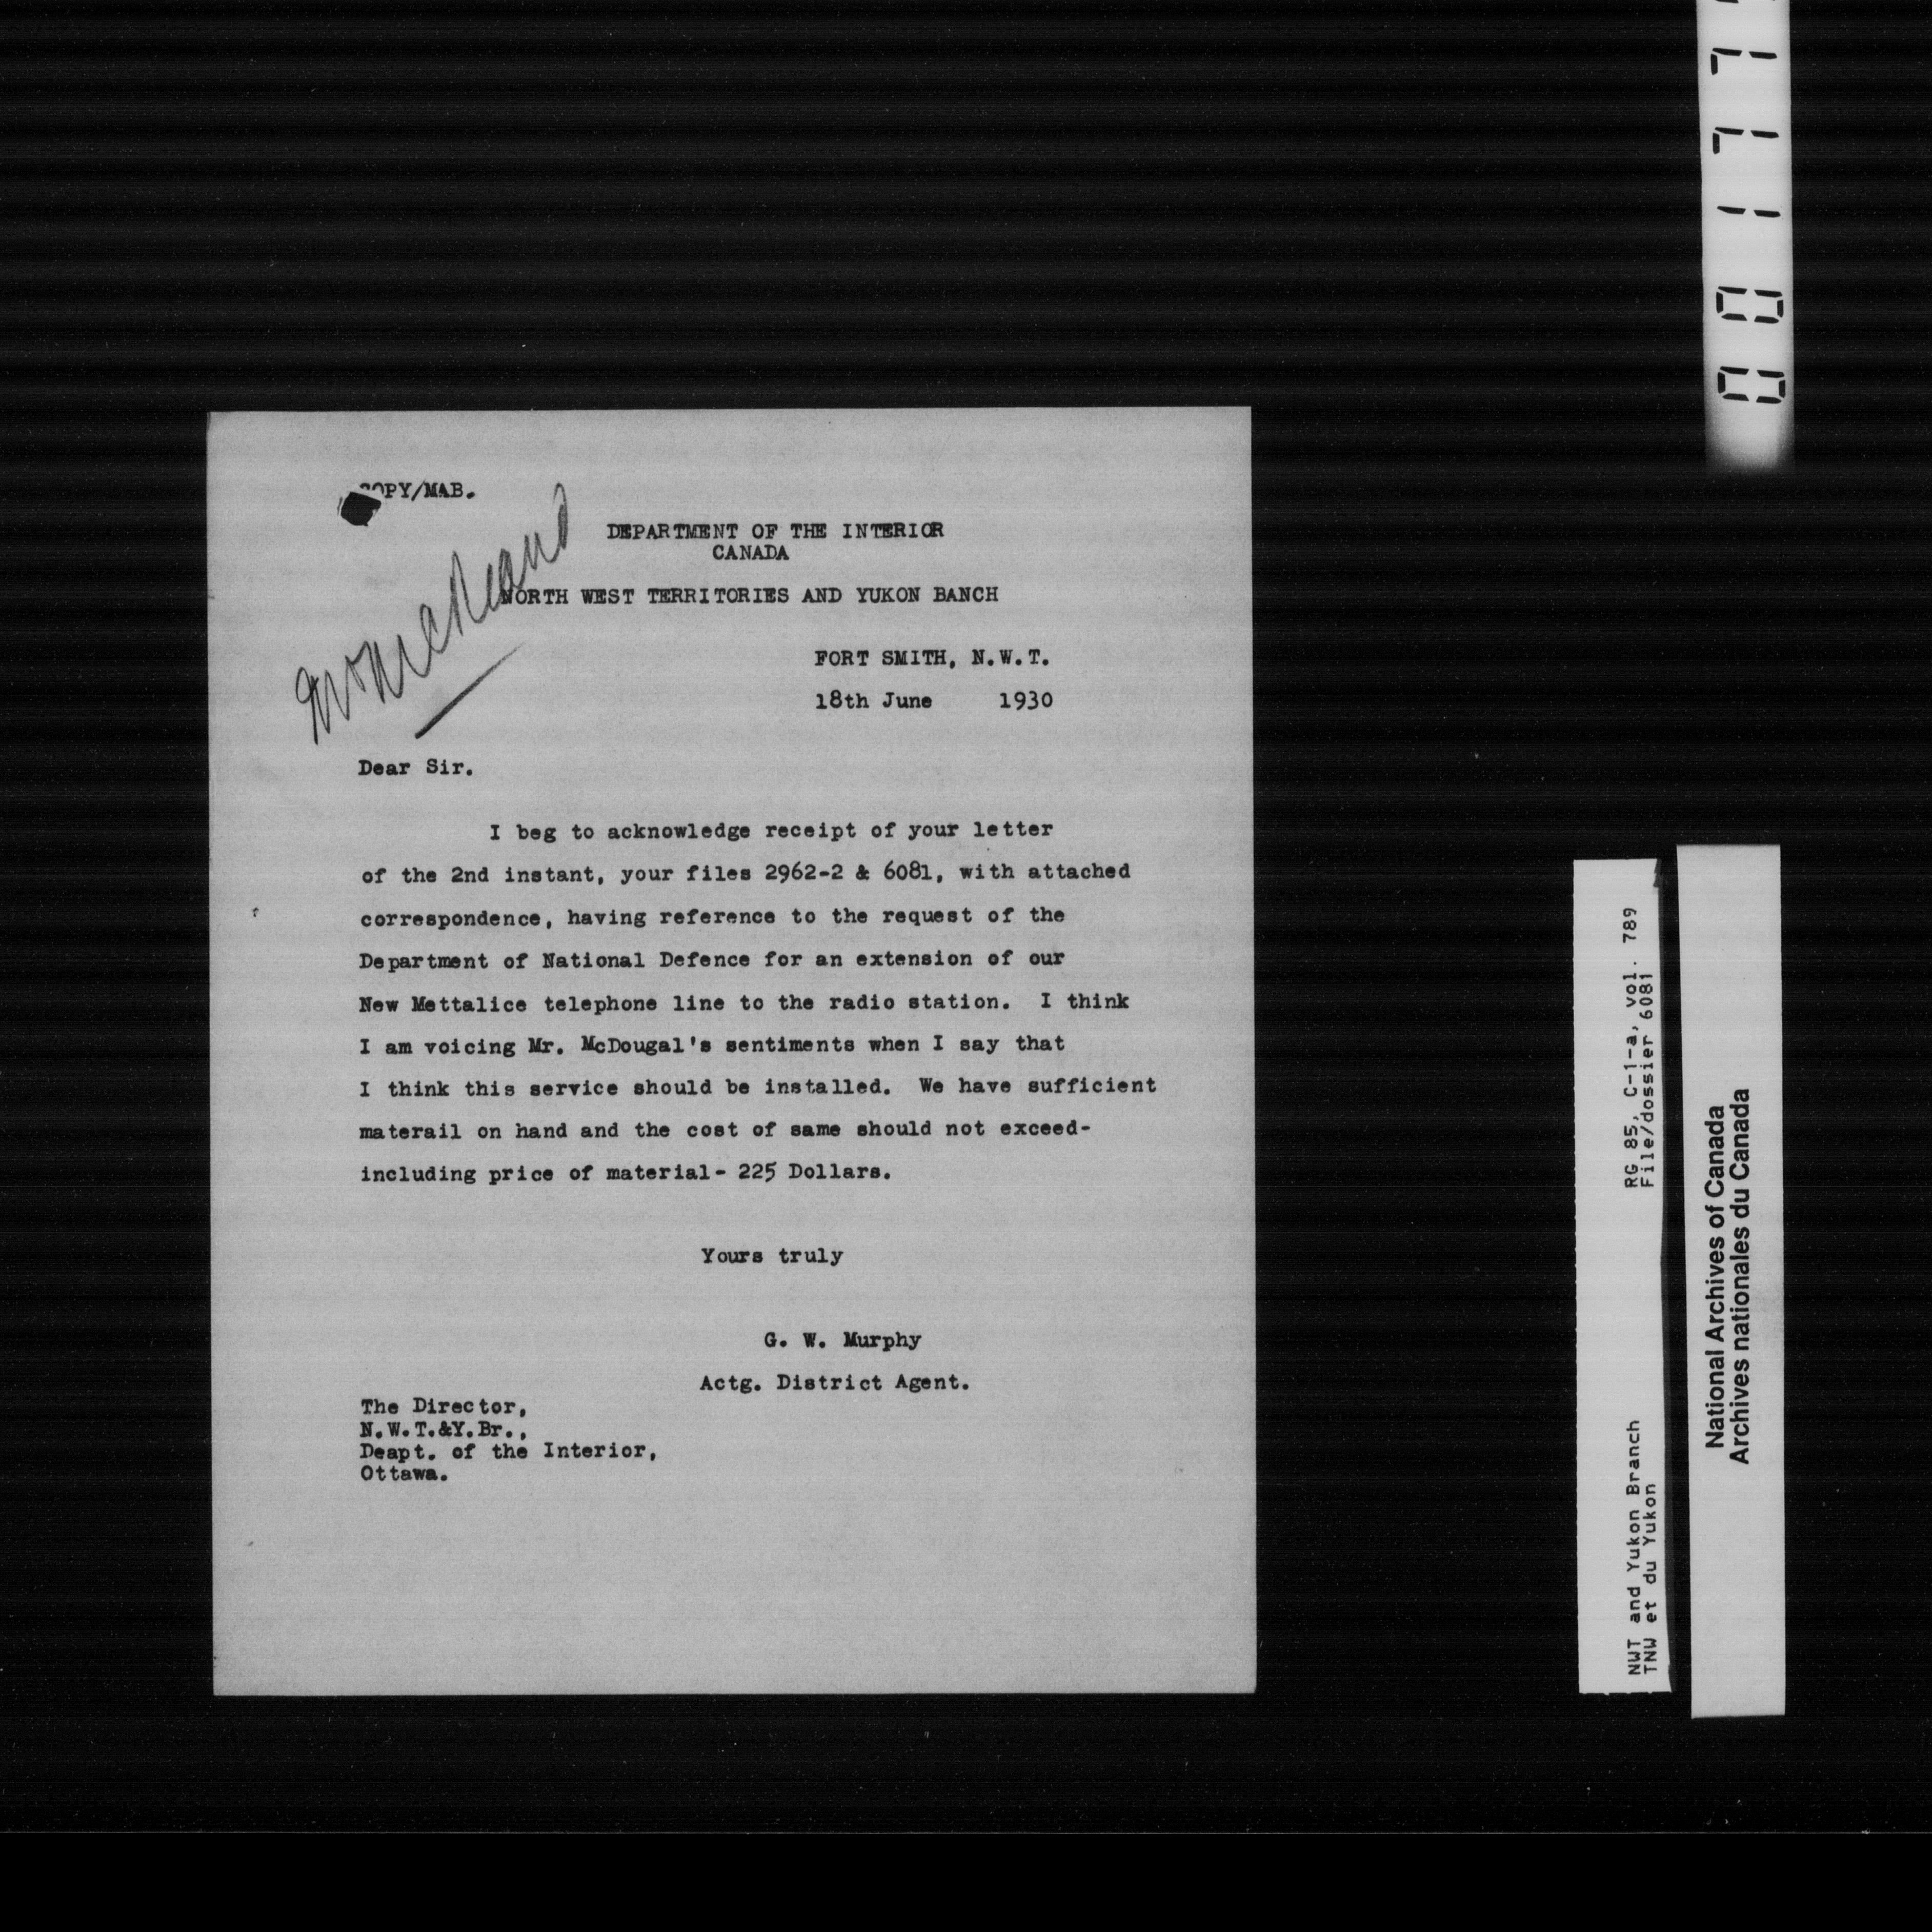 COPY/MAB.
DEPARTMENT OF THE INTERIOR
CANADA
NORTH WEST TERRITORIES AND YUKON BANCH
FORT SMITH, N.W.T.
18th June 1930
Dear Sir.
I beg to acknowledge receipt of your letter
of the 2nd instant, your files 2962-2 & 6081, with attached
correspondence, having reference to the request of the
Department of National Defence for an extension of our
New Mettalice telephone line to the radio station. I think
I am voicing Mr. McDougal's sentiments when I say that
I think this service should be installed. We have sufficient
materail on hand and the cost of same should not exceed-
including price of material- 225 Dollars.
Yours truly
G. W. Murphy
Actg. District Agent.
The Director,
N.W.T.&Y.Br.,
Deapt. of the Interior,
Ottawa.
NWT and Yukon Branch RG 85, C-1-a, vol. 789
TNW et du Yukon File/dossier 6081
National Archives of Canada
Archives nationales du Canada